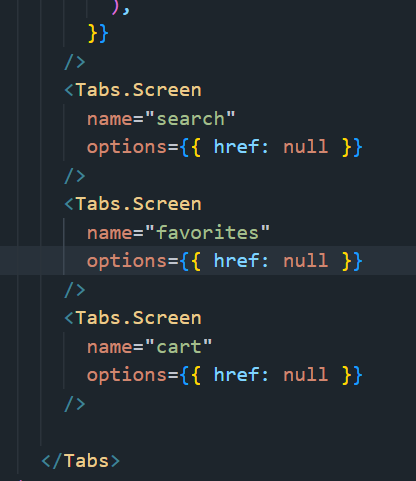 ),
}}
/>
<Tabs.Screen
name="search"
options={{ href: null }}
/>
<Tabs.Screen
name="favorites"
options={{ href: null }}
/>
<Tabs.Screen
name="cart"
options={{ href: null }}
/>
</Tabs>